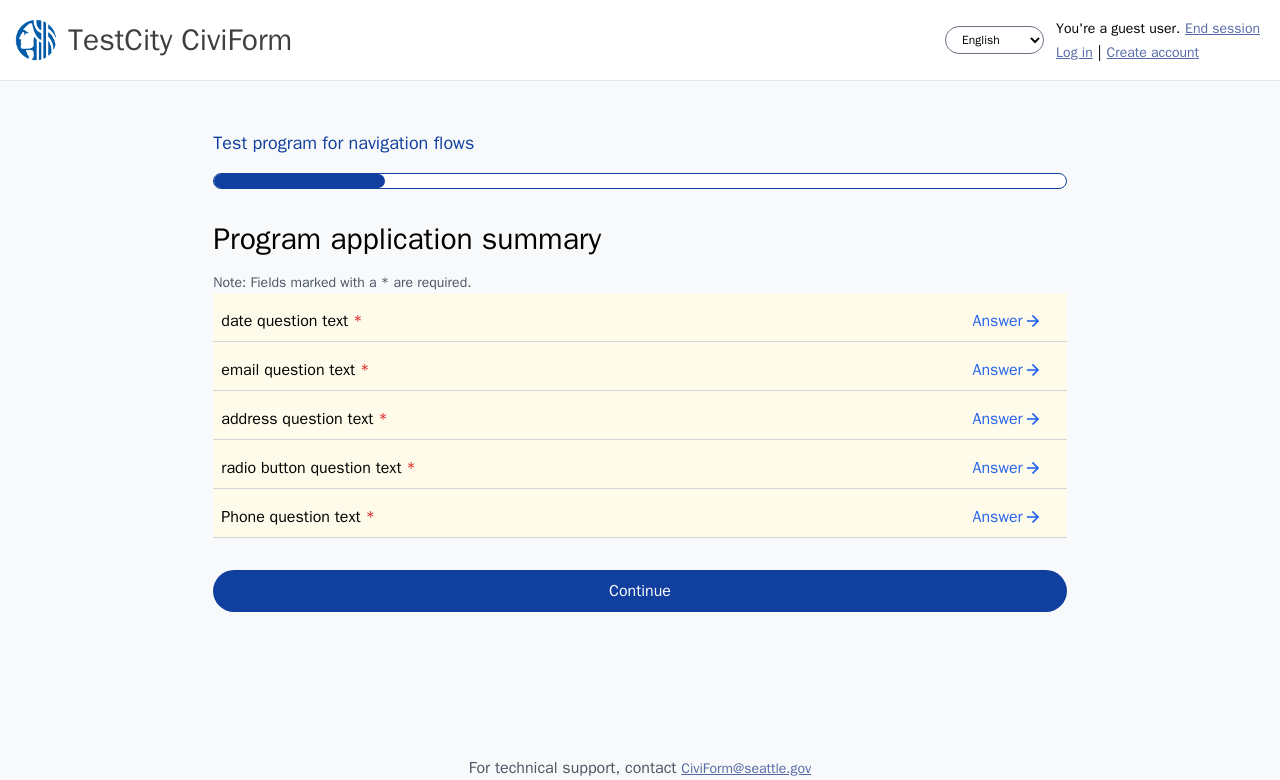 TestCity CiviForm
English
You're a guest user. End session
Log in | Create account
Test program for navigation flows
Program application summary
Note: Fields marked with a * are required.
date question text * Answer
email question text * Answer
address question text * Answer
radio button question text * Answer
Phone question text * Answer
Continue
For technical support, contact CiviForm@seattle.gov